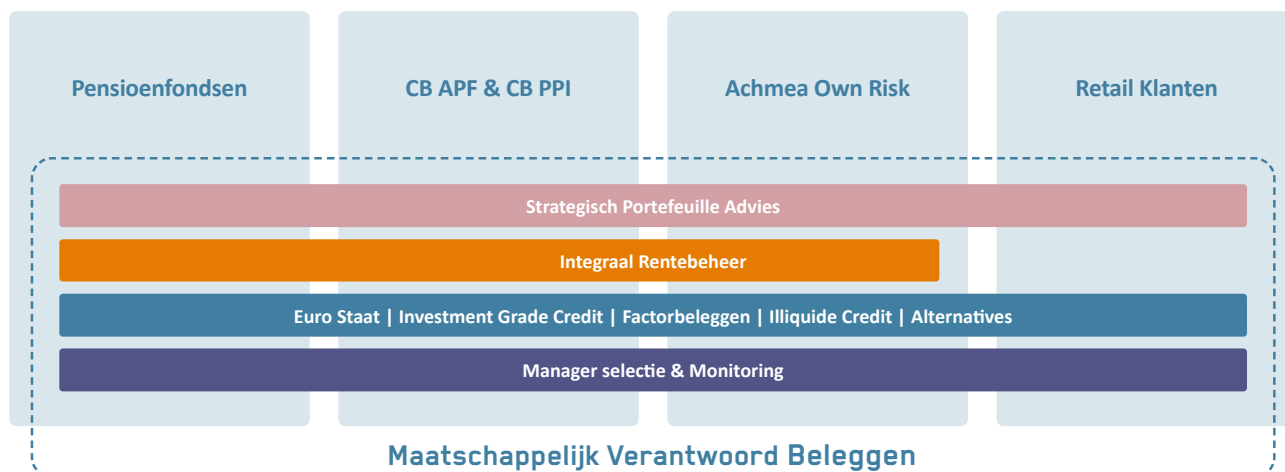 Pensioenfondsen
CB APF & CB PPI
Achmea Own Risk
Retail Klanten
Strategisch Portefeuille Advies
Integraal Rentebeheer
Euro Staat | Investment Grade Credit | Factorbeleggen | Illiquide Credit | Alternatives
Manager selectie & Monitoring
Maatschappelijk Verantwoord Beleggen